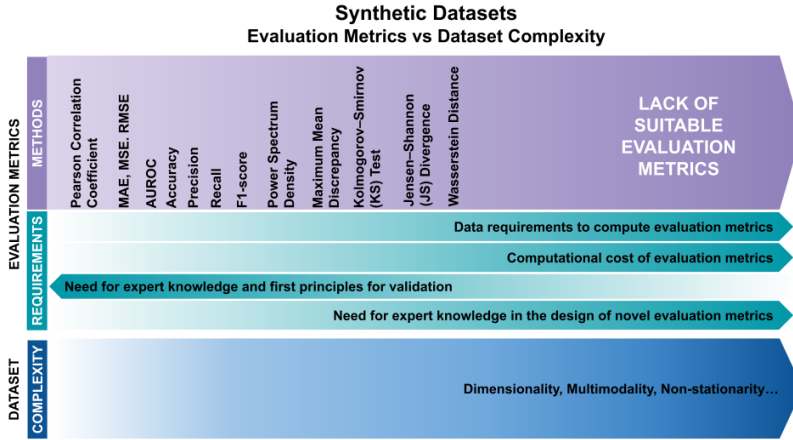 Synthetic Datasets
Evaluation Metrics vs Dataset Complexity
EVALUATION METRICS
METHODS
Pearson Correlation
Coefficient
MAE, MSE. RMSE
AUROC
Accuracy
Precision
Recall
F1-score
Power Spectrum
Density
Maximum Mean
Discrepancy
Kolmogorov–Smirnov
(KS) Test
Jensen–Shannon
(JS) Divergence
Wasserstein Distance
LACK OF
SUITABLE
EVALUATION
METRICS
REQUIREMENTS
Data requirements to compute evaluation metrics
Computational cost of evaluation metrics
Need for expert knowledge and first principles for validation
Need for expert knowledge in the design of novel evaluation metrics
DATASET
COMPLEXITY
Dimensionality, Multimodality, Non-stationarity…